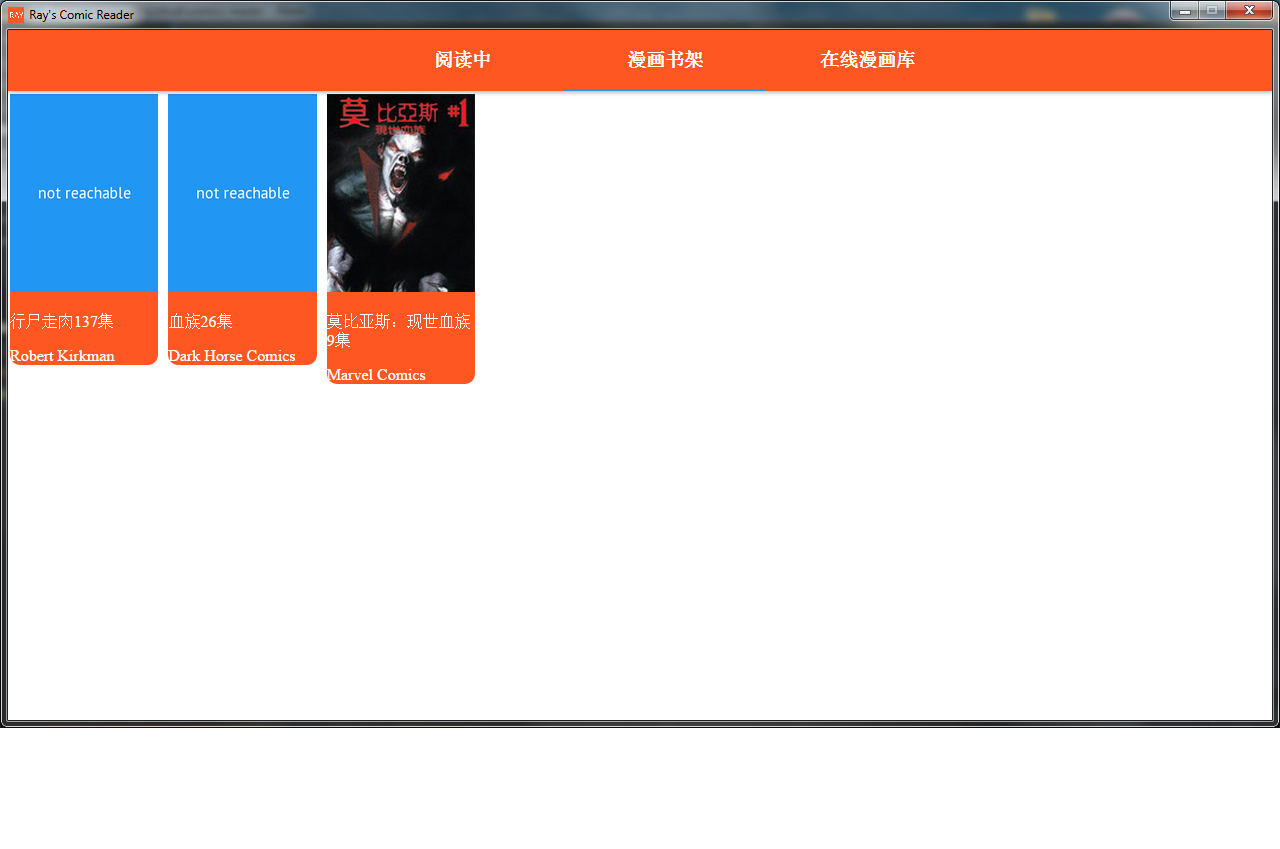 RAY Ray's Comic Reader
阅读中 漫画书架 在线漫画库
not reachable
行尸走肉137集
Robert Kirkman
not reachable
血族26集
Dark Horse Comics
莫比亞斯 #1
現世血族
莫比亚斯：现世血族
9集
Marvel Comics